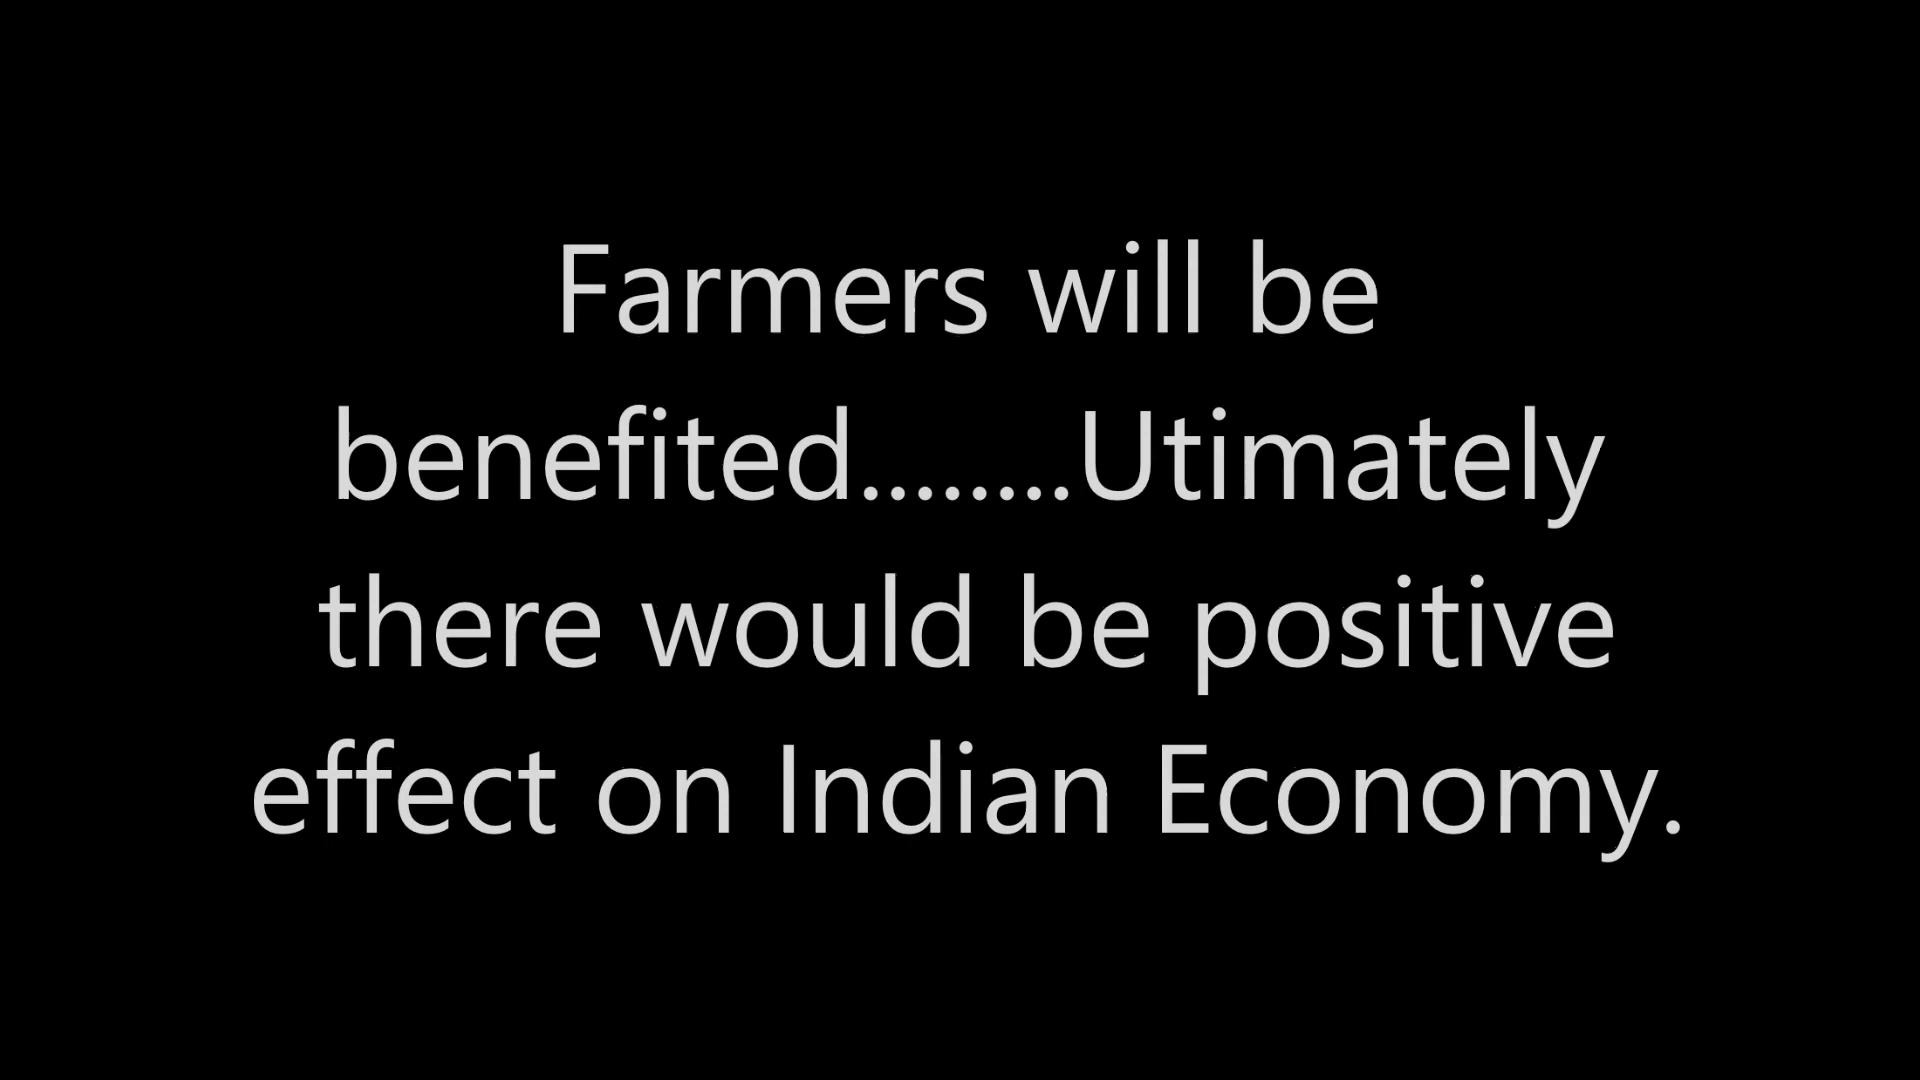 Farmers will be
benefited........Utimately
there would be positive
effect on Indian Economy.